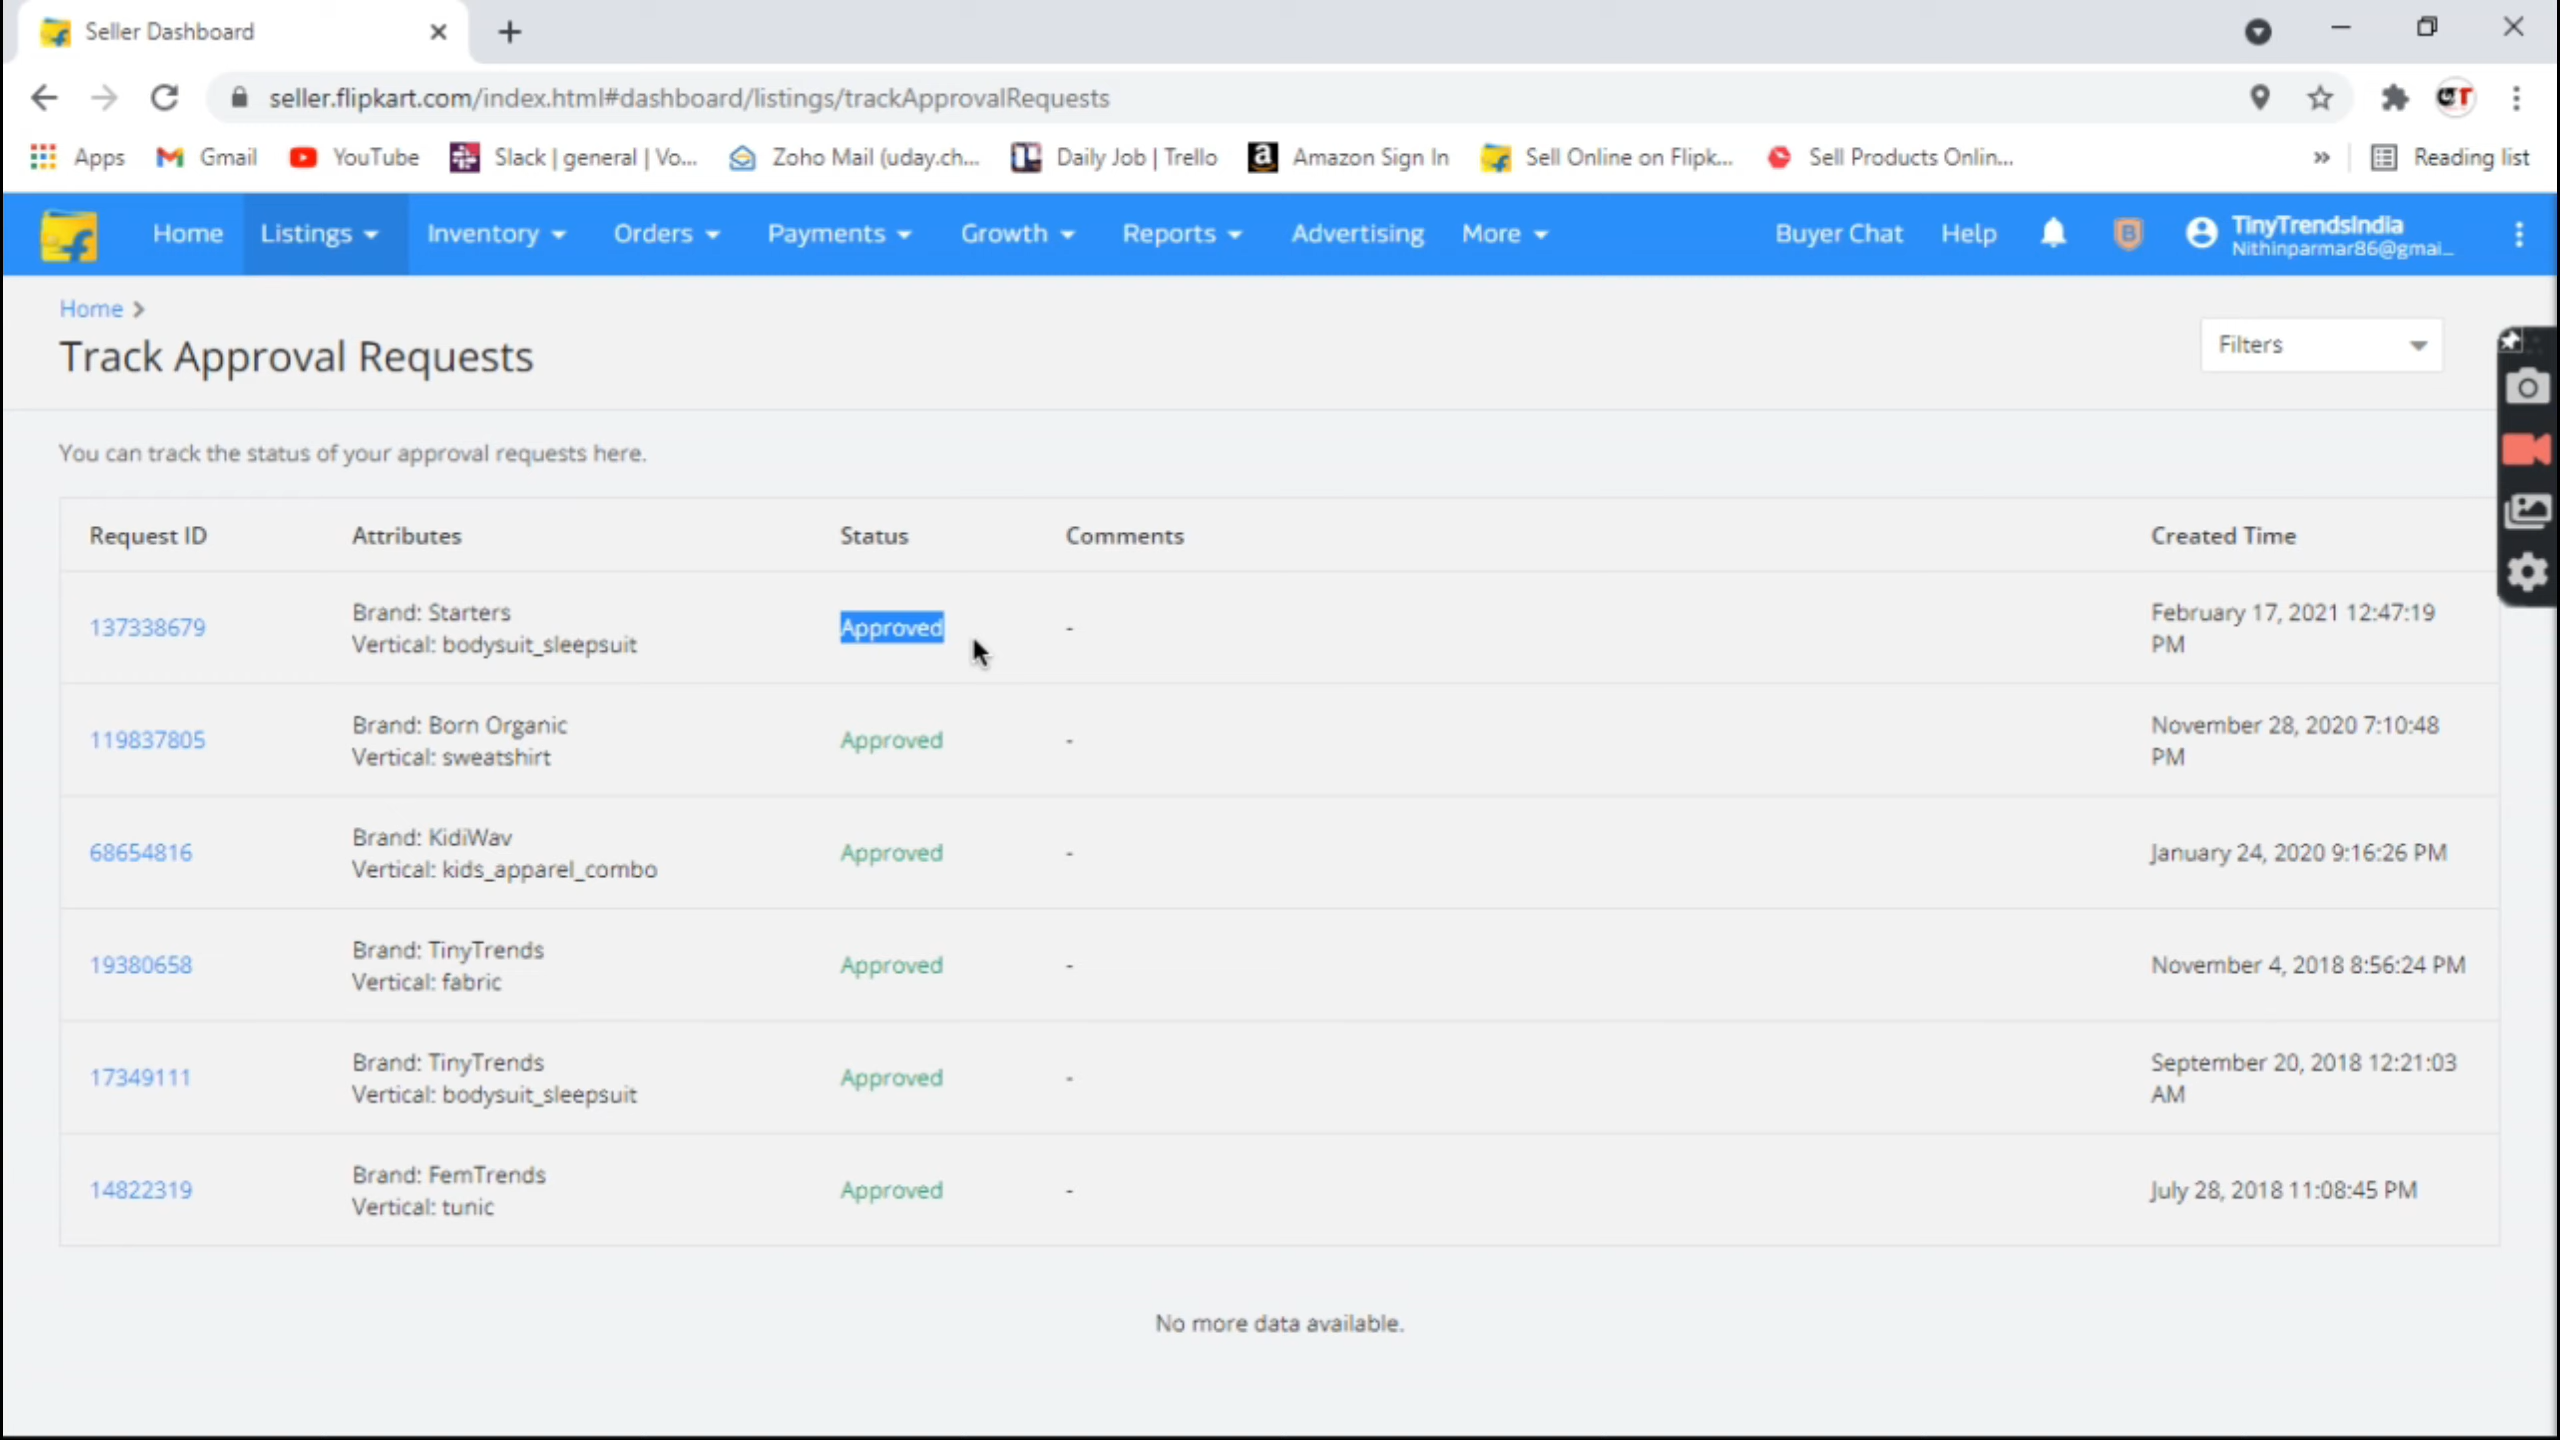 Seller Dashboard
seller.flipkart.com/index.html#dashboard/listings/trackApprovalRequests
Apps Gmail YouTube Slack | general | Vo... Zoho Mail (uday.ch... Daily Job | Trello Amazon Sign In Sell Online on Flipk... Sell Products Onlin... » Reading list
Home Listings Inventory Orders Payments Growth Reports Advertising More Buyer Chat Help B TinyTrendsIndia
Nithinparmar86@gmai...
Home >
Track Approval Requests
Filters
You can track the status of your approval requests here.
Request ID Attributes Status Comments Created Time
137338679 Brand: Starters Approved - February 17, 2021 12:47:19
Vertical: bodysuit_sleepsuit PM
119837805 Brand: Born Organic Approved - November 28, 2020 7:10:48
Vertical: sweatshirt PM
68654816 Brand: KidiWav Approved - January 24, 2020 9:16:26 PM
Vertical: kids_apparel_combo
19380658 Brand: TinyTrends Approved - November 4, 2018 8:56:24 PM
Vertical: fabric
17349111 Brand: TinyTrends Approved - September 20, 2018 12:21:03
Vertical: bodysuit_sleepsuit AM
14822319 Brand: FemTrends Approved - July 28, 2018 11:08:45 PM
Vertical: tunic
No more data available.